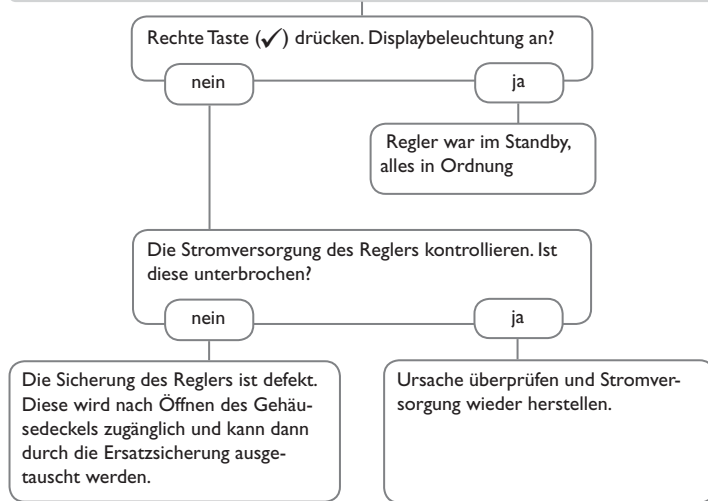 Rechte Taste (✓) drücken. Displaybeleuchtung an?
nein
ja
Regler war im Standby,
alles in Ordnung
Die Stromversorgung des Reglers kontrollieren. Ist
diese unterbrochen?
nein
ja
Die Sicherung des Reglers ist defekt.
Diese wird nach Öffnen des Gehäu-
sedeckels zugänglich und kann dann
durch die Ersatzsicherung ausge-
tauscht werden.
Ursache überprüfen und Stromver-
sorgung wieder herstellen.